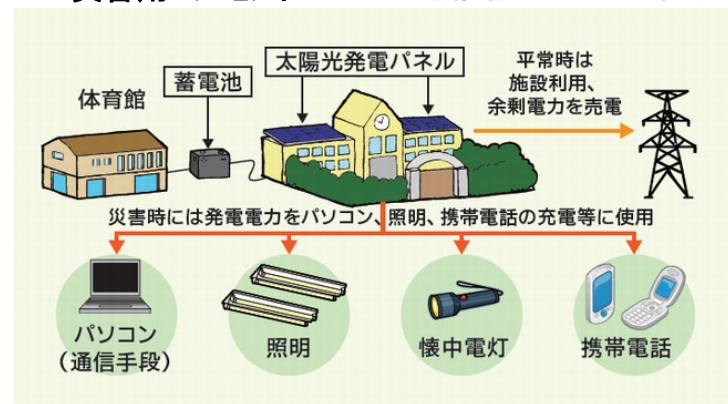 太陽光発電パネル
平常時は
施設利用、
余剰電力を売電
蓄電池
体育館
災害時には発電電力をパソコン、照明、携帯電話の充電等に使用
パソコン
（通信手段）
照明
懐中電灯
携帯電話